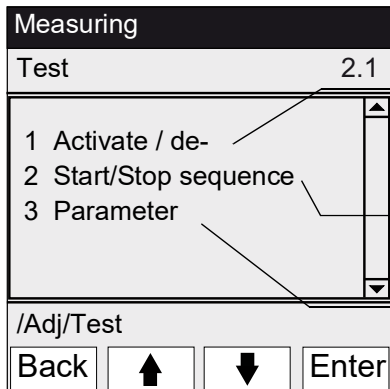 Measuring
Test 2.1
1 Activate / de-
2 Start/Stop sequence
3 Parameter
/Adj/Test
Back Enter